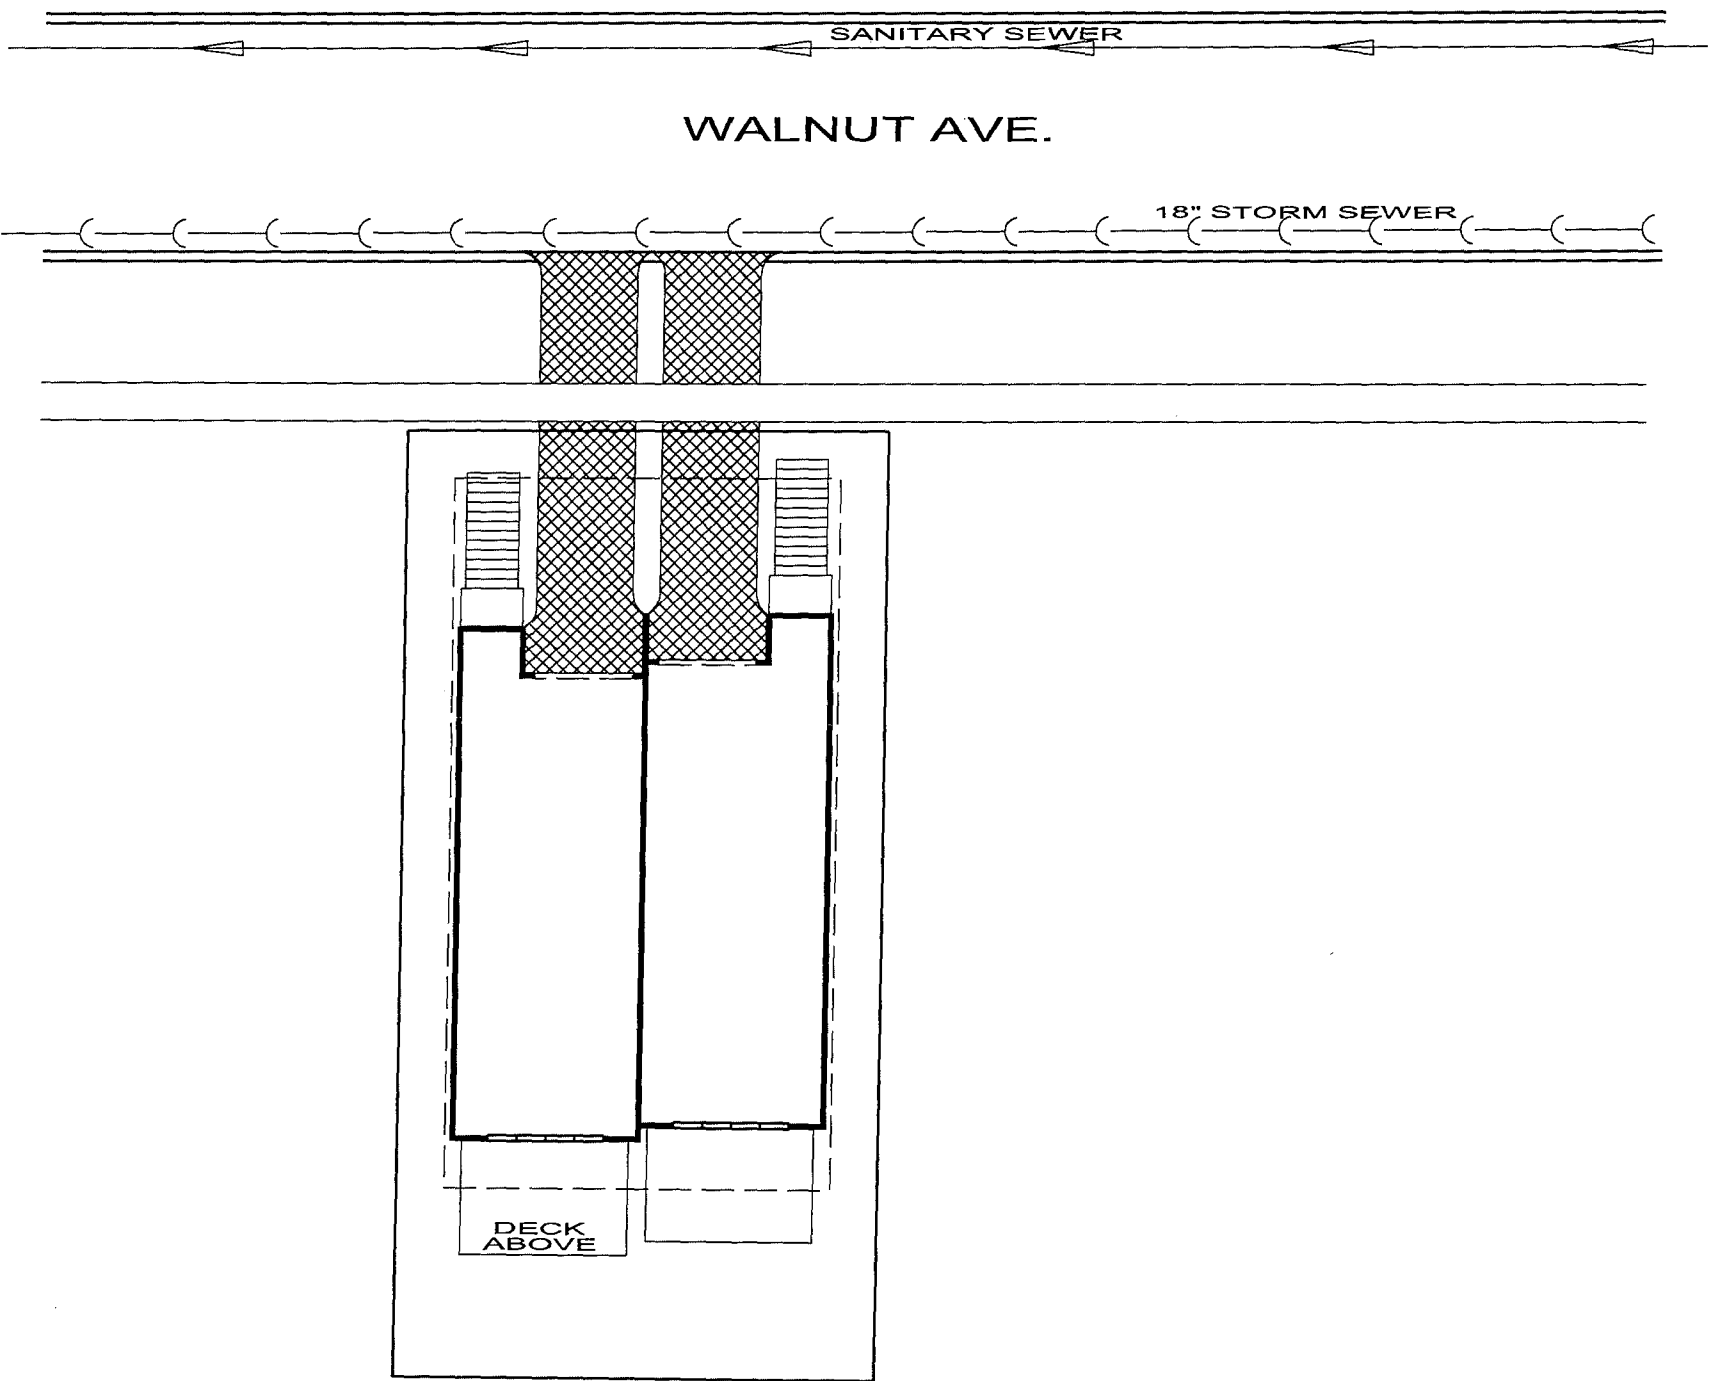 SANITARY SEWER
WALNUT AVE.
18" STORM SEWER
DECK
ABOVE